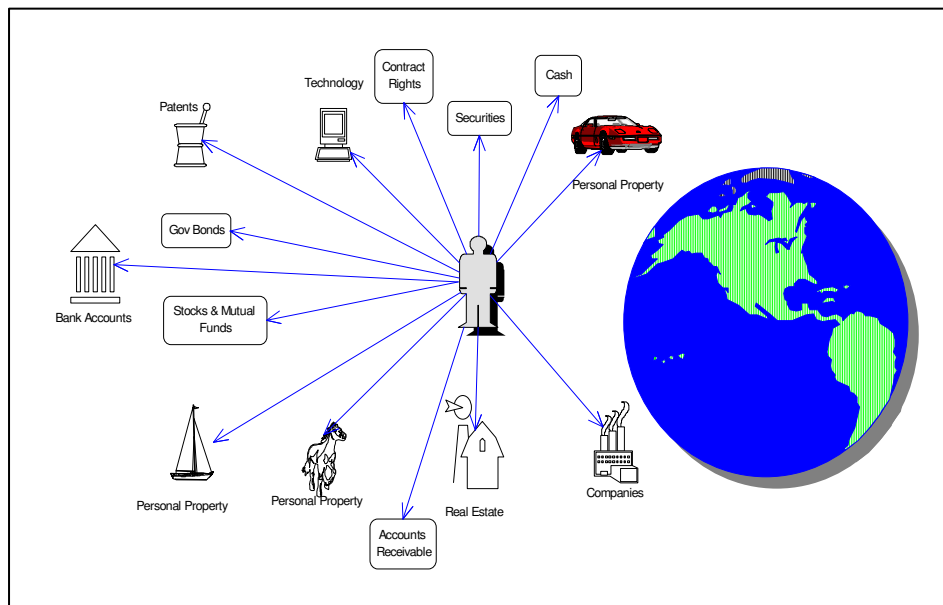 Contract
Rights
Cash
Technology
Patents
Securities
Personal Property
Gov Bonds
Stocks & Mutual
Funds
Bank Accounts
Personal Property
Personal Property
Real Estate
Companies
Accounts
Receivable